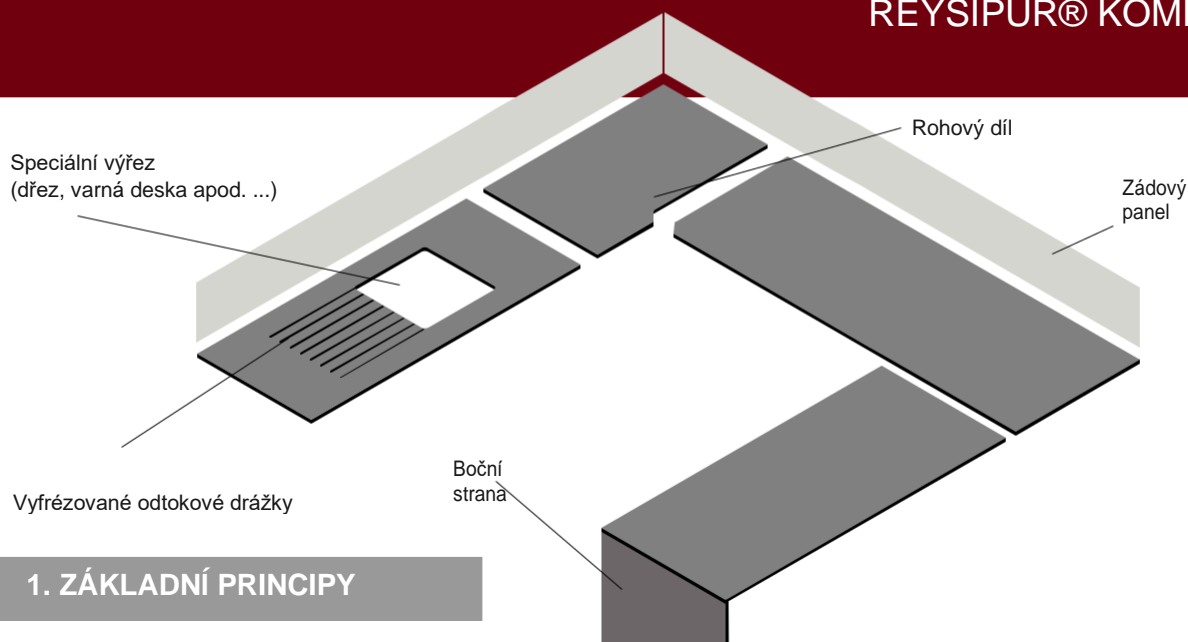 REYSIPUR® KOM
Rohový díl
Speciální výřez
(dřez, varná deska apod. ...)
Zádový
panel
Boční
strana
Vyfrézované odtokové drážky
1. ZÁKLADNÍ PRINCIPY